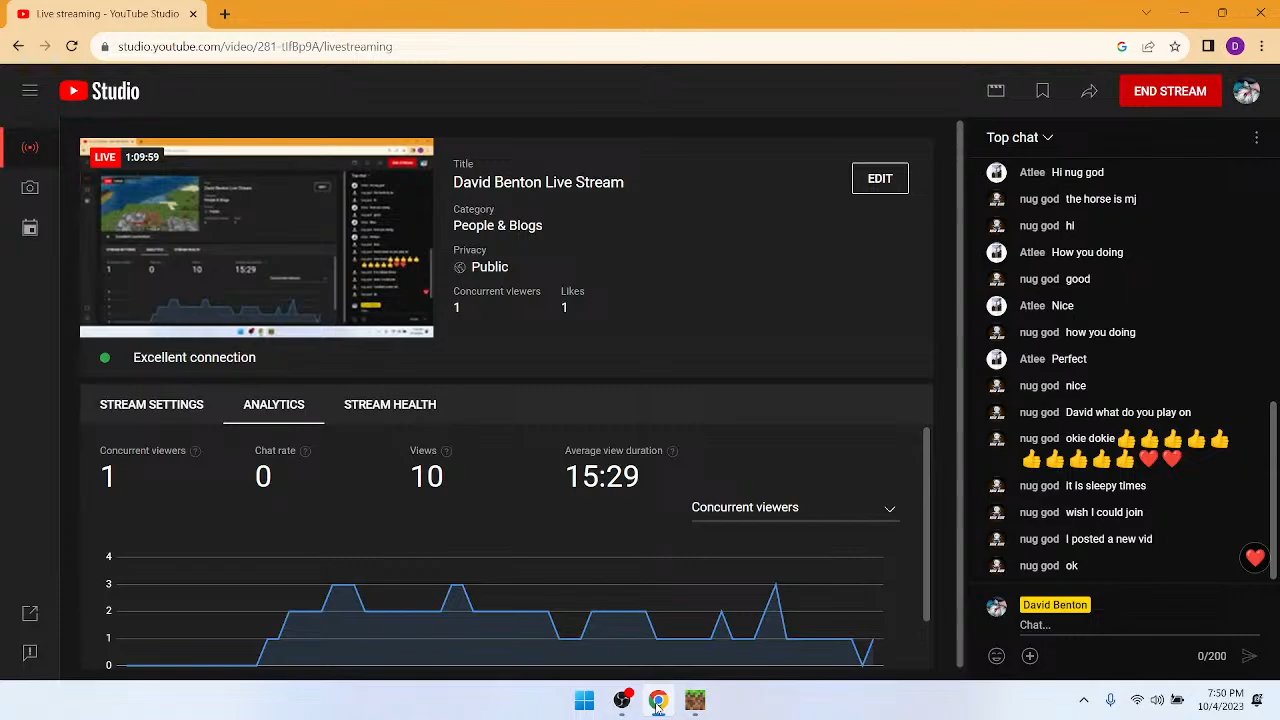 Live streaming - YouTube Studio
studio.youtube.com/video/281-tlfBp9A/livestreaming
D
Studio
END STREAM
LIVE 1:09:59
Title
David Benton Live Stream
EDIT
Category
People & Blogs
Privacy
Public
Concurrent viewers Likes
1 1
Excellent connection
STREAM SETTINGS ANALYTICS STREAM HEALTH
Concurrent viewers Chat rate Views Average view duration
1 0 10 15:29
Concurrent viewers
4
3
2
1
0
Top chat
Atlee Hi nug god
nug god the horse is mj
nug god hi
Atlee How you doing
nug god good
Atlee Nice
nug god how you doing
Atlee Perfect
nug god nice
nug god David what do you play on
nug god okie dokie👍👍👍👍👍
👍👍👍👍👍❤️❤️
nug god It is sleepy times
nug god wish I could join
nug god I posted a new vid
nug god ok
David Benton
Chat...
0/200
7:50 PM
10/4/2023